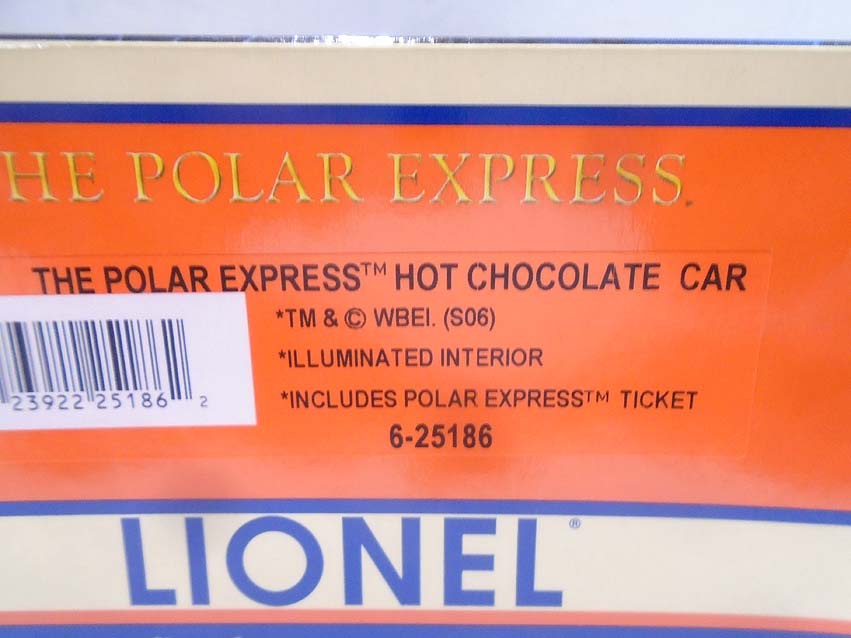 HE POLAR EXPRESS.
THE POLAR EXPRESS™ HOT CHOCOLATE CAR
*TM & © WBEI. (S06)
*ILLUMINATED INTERIOR
*INCLUDES POLAR EXPRESS™ TICKET
6-25186
23922 25186 2
LIONEL®